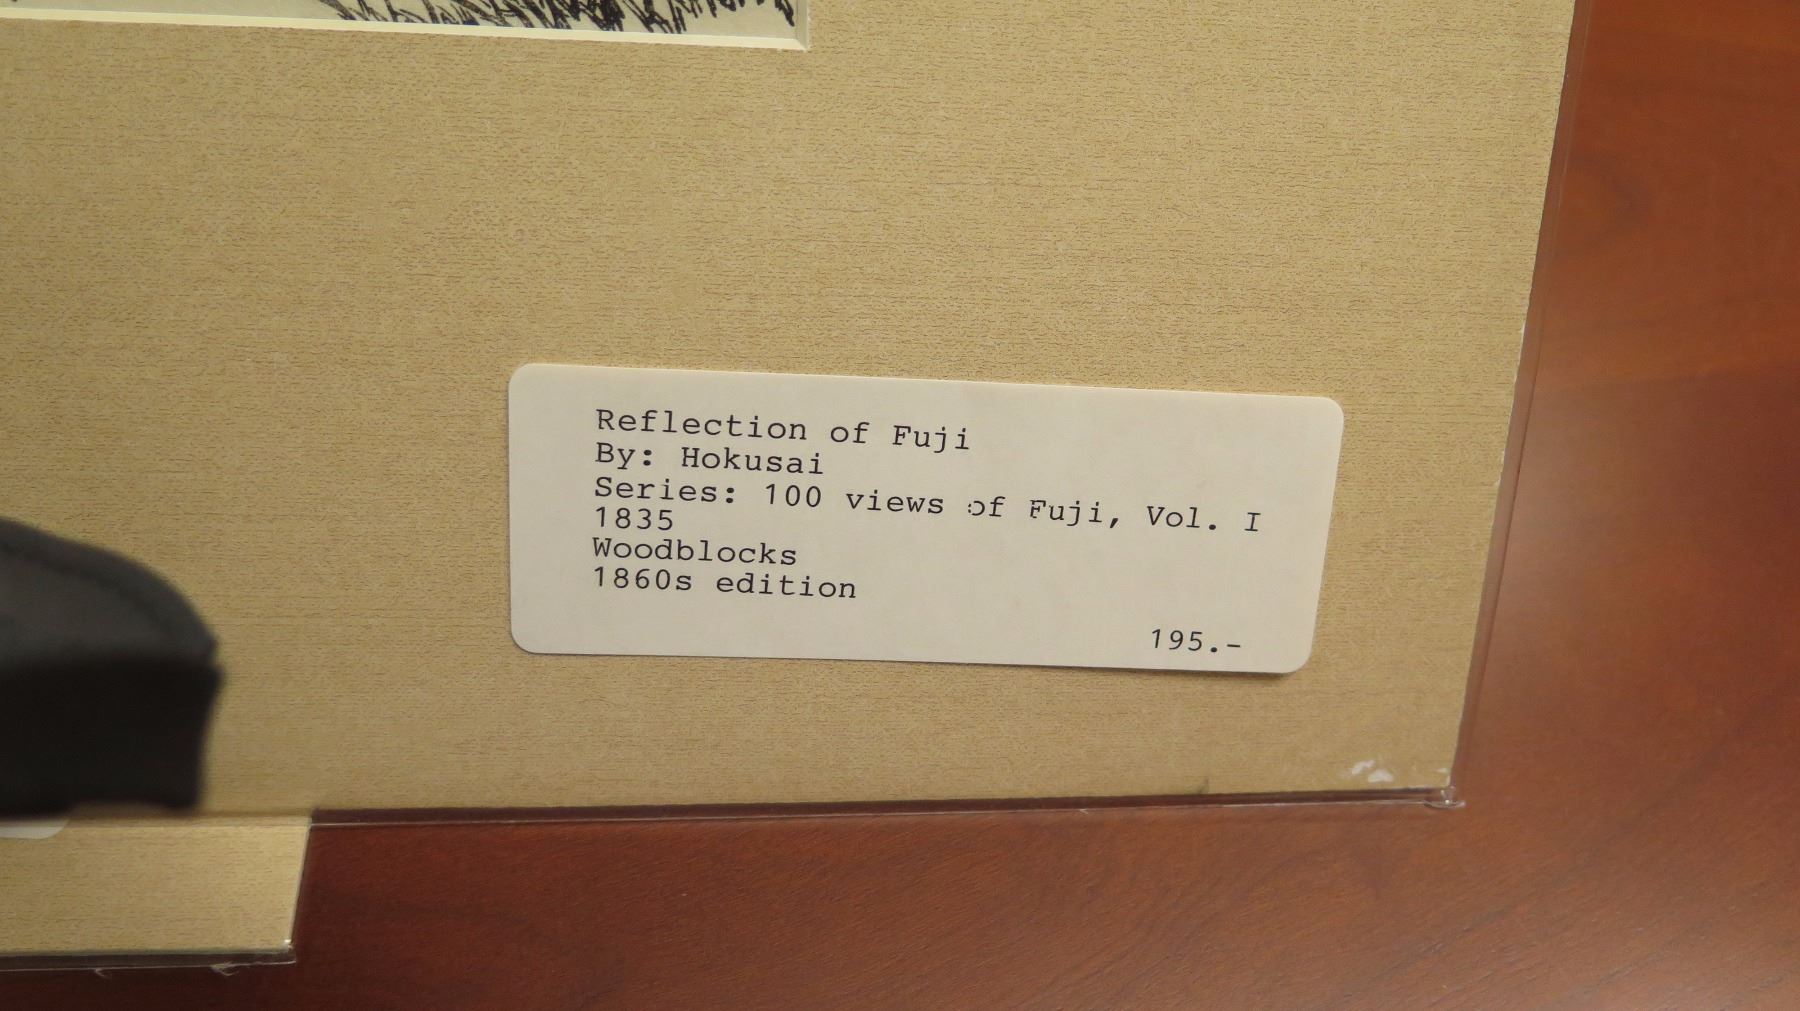 Reflection of Fuji
By: Hokusai
Series: 100 views of Fuji, Vol. I
1835
Woodblocks
1860s edition
195.-